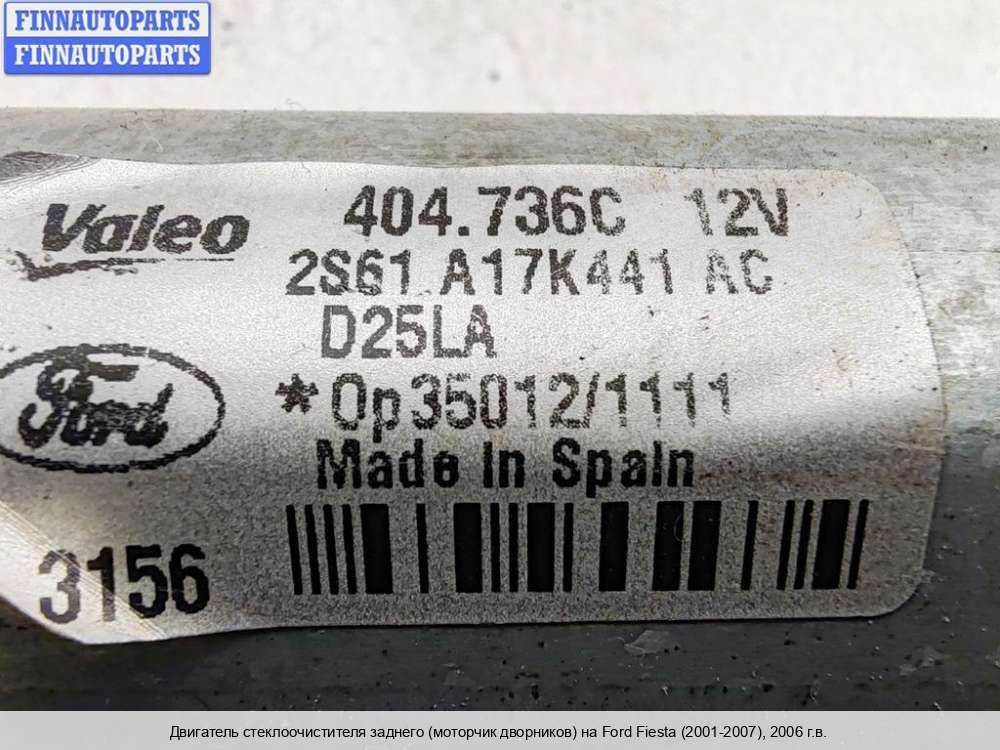 FINNAUTOPARTS
FINNAUTOPARTS
Valeo 404.736C 12V
2S61 A17K441 AC
D25LA
Ford
*Op35012/1111
Made In Spain
3156
Двигатель стеклоочистителя заднего (моторчик дворников) на Ford Fiesta (2001-2007), 2006 г.в.